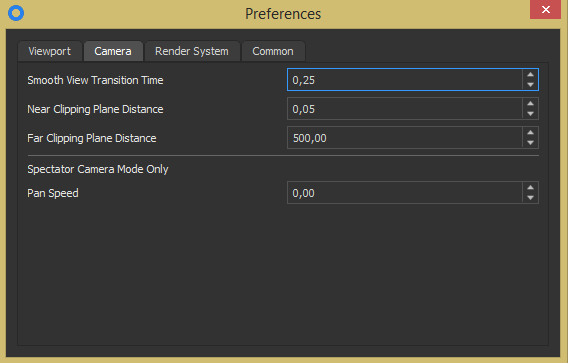 Preferences
Viewport Camera Render System Common
Smooth View Transition Time 0,25
Near Clipping Plane Distance 0,05
Far Clipping Plane Distance 500,00
Spectator Camera Mode Only
Pan Speed 0,00